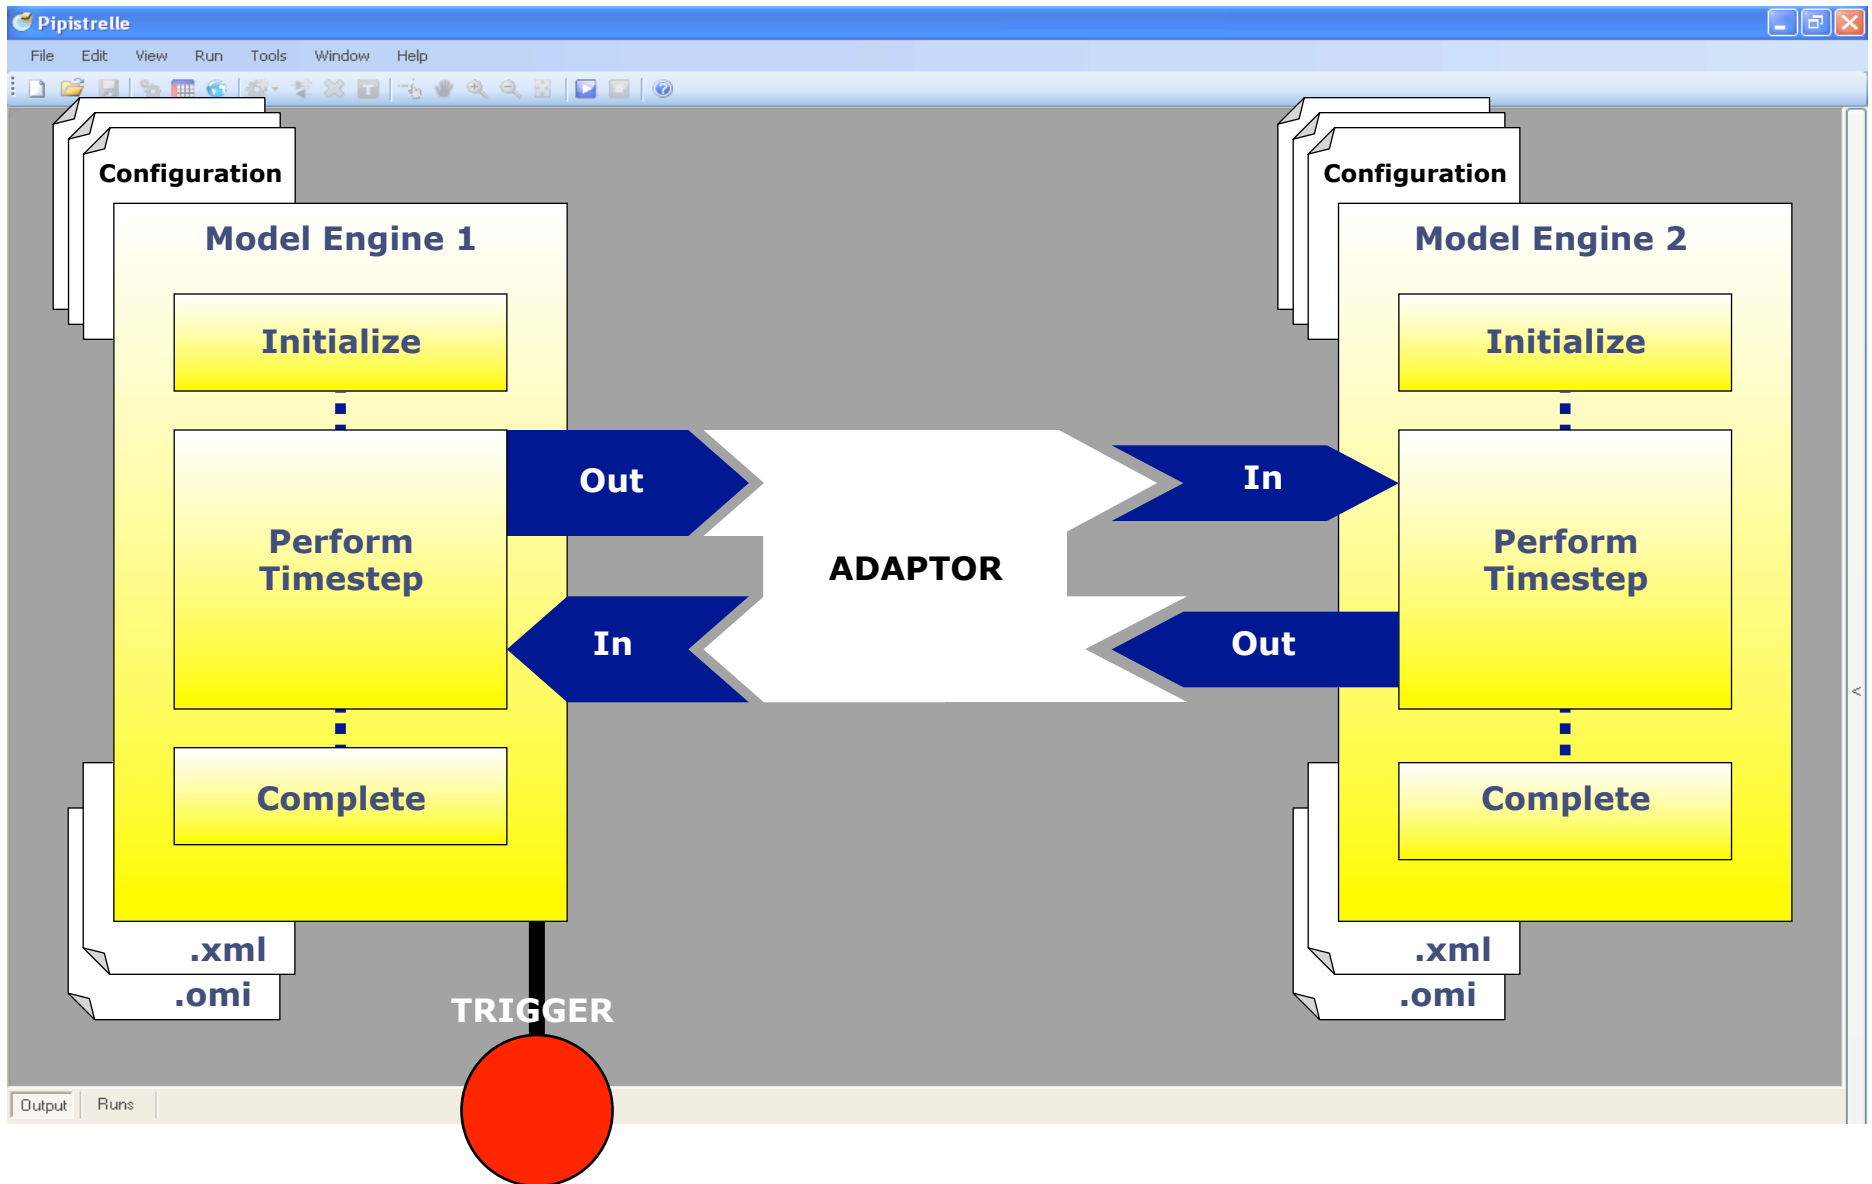 Pipistrelle
File Edit View Run Tools Window Help
Configuration
Configuration
Model Engine 1
Model Engine 2
Initialize
Initialize
Out
In
Perform
Timestep
ADAPTOR
Perform
Timestep
In
Out
Complete
Complete
.xml
.omi
.xml
.omi
TRIGGER
Output Runs